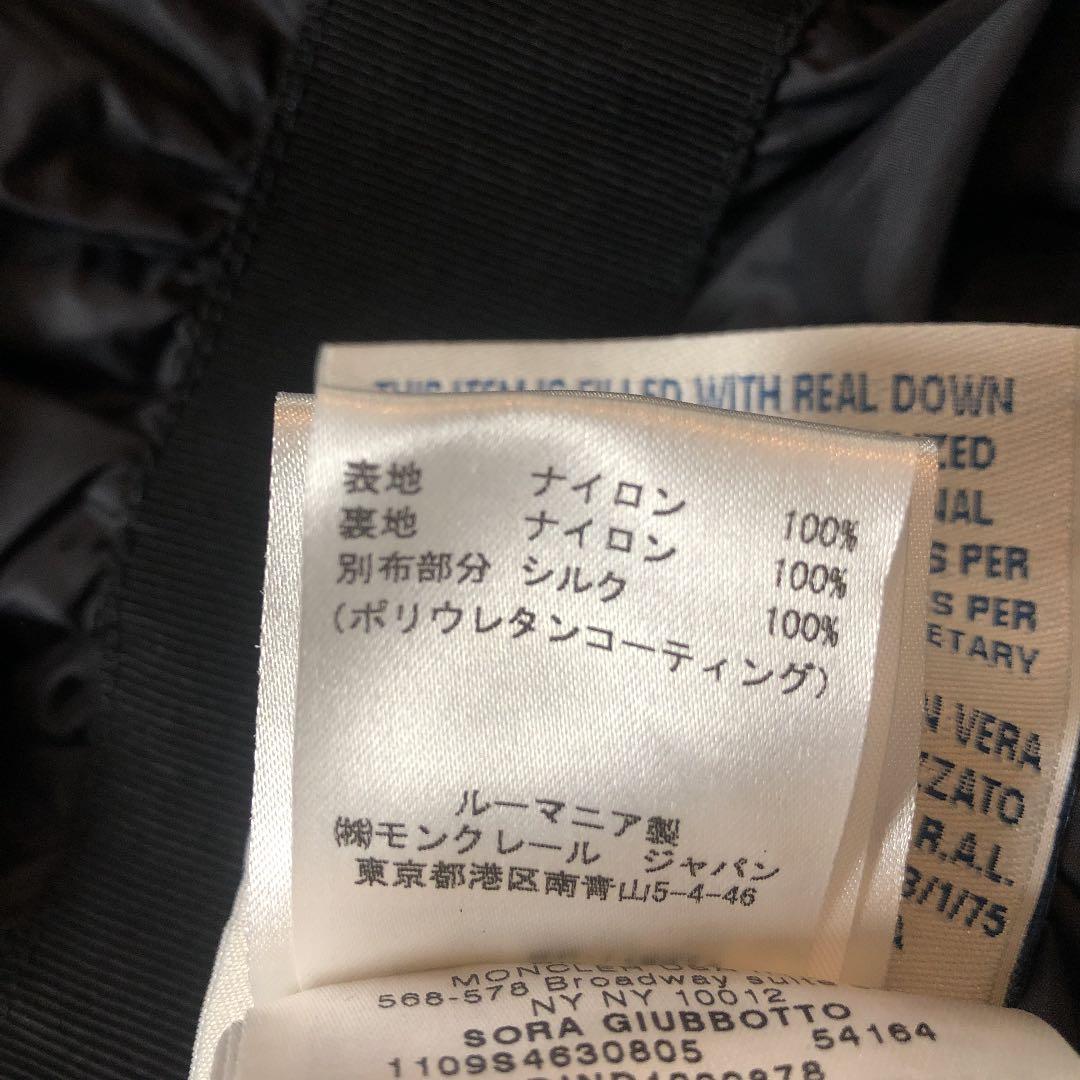 THIS ITEM IS FILLED WITH REAL DOWN
表地 ナイロン 100%
裏地 ナイロン 100%
別布部分 シルク 100%
(ポリウレタンコーティング)
ルーマニア製
㈱モンクレール ジャパン
東京都港区南青山5-4-46
S PER
S PER
ETARY
VERA
ZZATO
R.A.L.
3/1/75
MONCLER
568-578 Broadway suite
NY NY 10012
SORA GIUBBOTTO
1109S4630805 54164